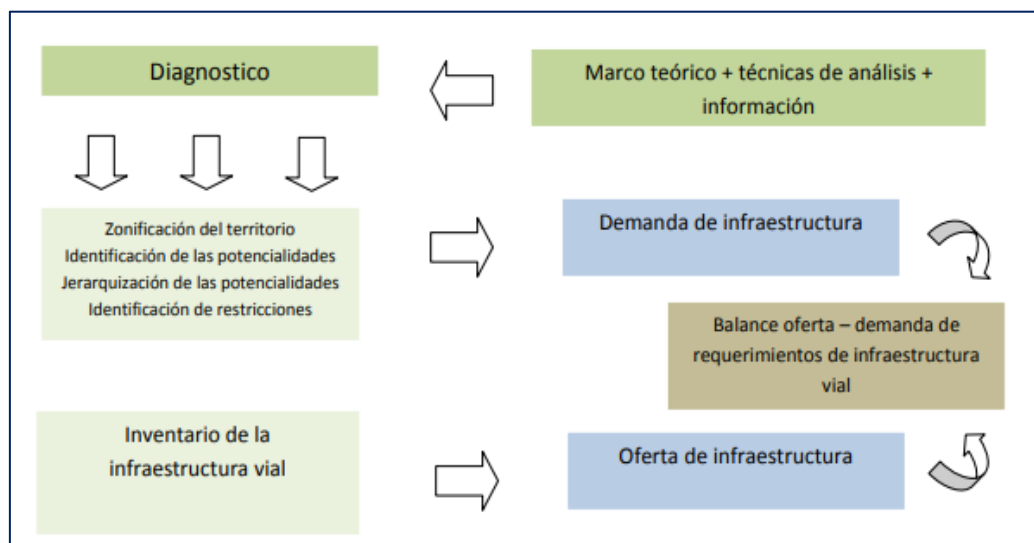 Diagnostico
Marco teórico + técnicas de análisis +
información
Zonificación del territorio
Identificación de las potencialidades
Jerarquización de las potencialidades
Identificación de restricciones
Demanda de infraestructura
Balance oferta – demanda de
requerimientos de infraestructura
vial
Inventario de la
infraestructura vial
Oferta de infraestructura